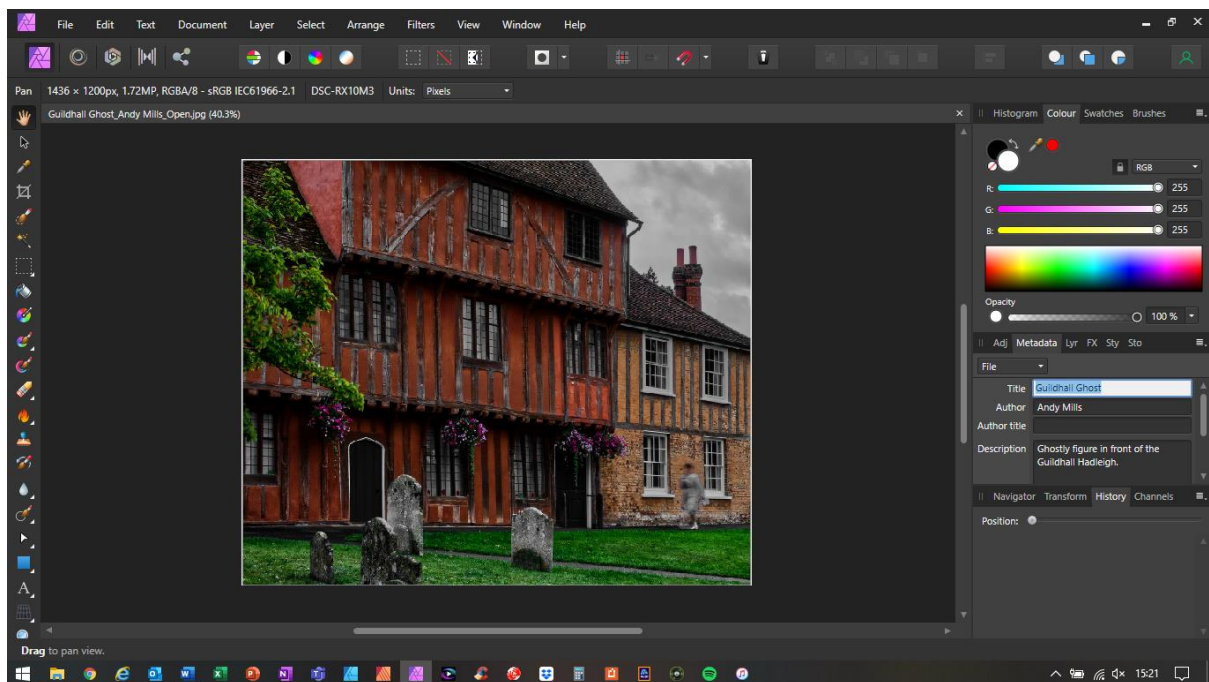 File Edit Text Document Layer Select Arrange Filters View Window Help
Pan 1436 × 1200px, 1.72MP, RGBA/8 - sRGB IEC61966-2.1 DSC-RX10M3 Units: Pixels
Guildhall Ghost_Andy Mills_Open.jpg (40.3%)
Histogram Colour Swatches Brushes
RGB
R: 255
G: 255
B: 255
Opacity
100 %
Adj Metadata Lyr FX Sty Sto
File
Title Guildhall Ghost
Author Andy Mills
Author title
Description Ghostly figure in front of the
Guildhall Hadleigh.
Navigator Transform History Channels
Position:
Drag to pan view.
15:21